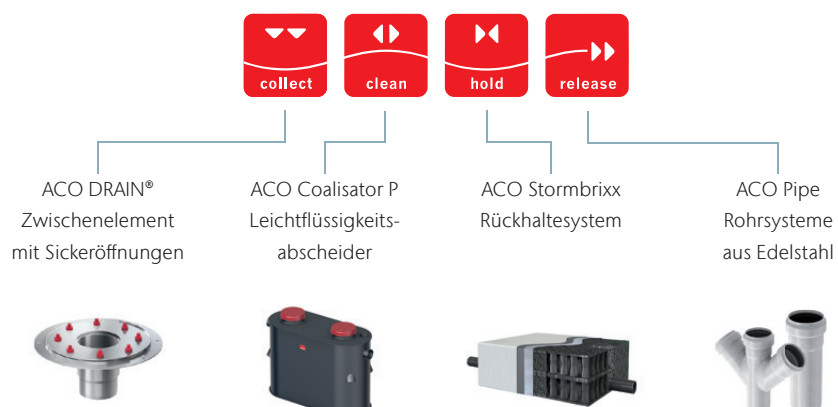 collect
clean
hold
release
ACO DRAIN®
Zwischenelement
mit Sickeröffnungen
ACO Coalisator P
Leichtflüssigkeits-
abscheider
ACO Stormbrixx
Rückhaltesystem
ACO Pipe
Rohrsysteme
aus Edelstahl